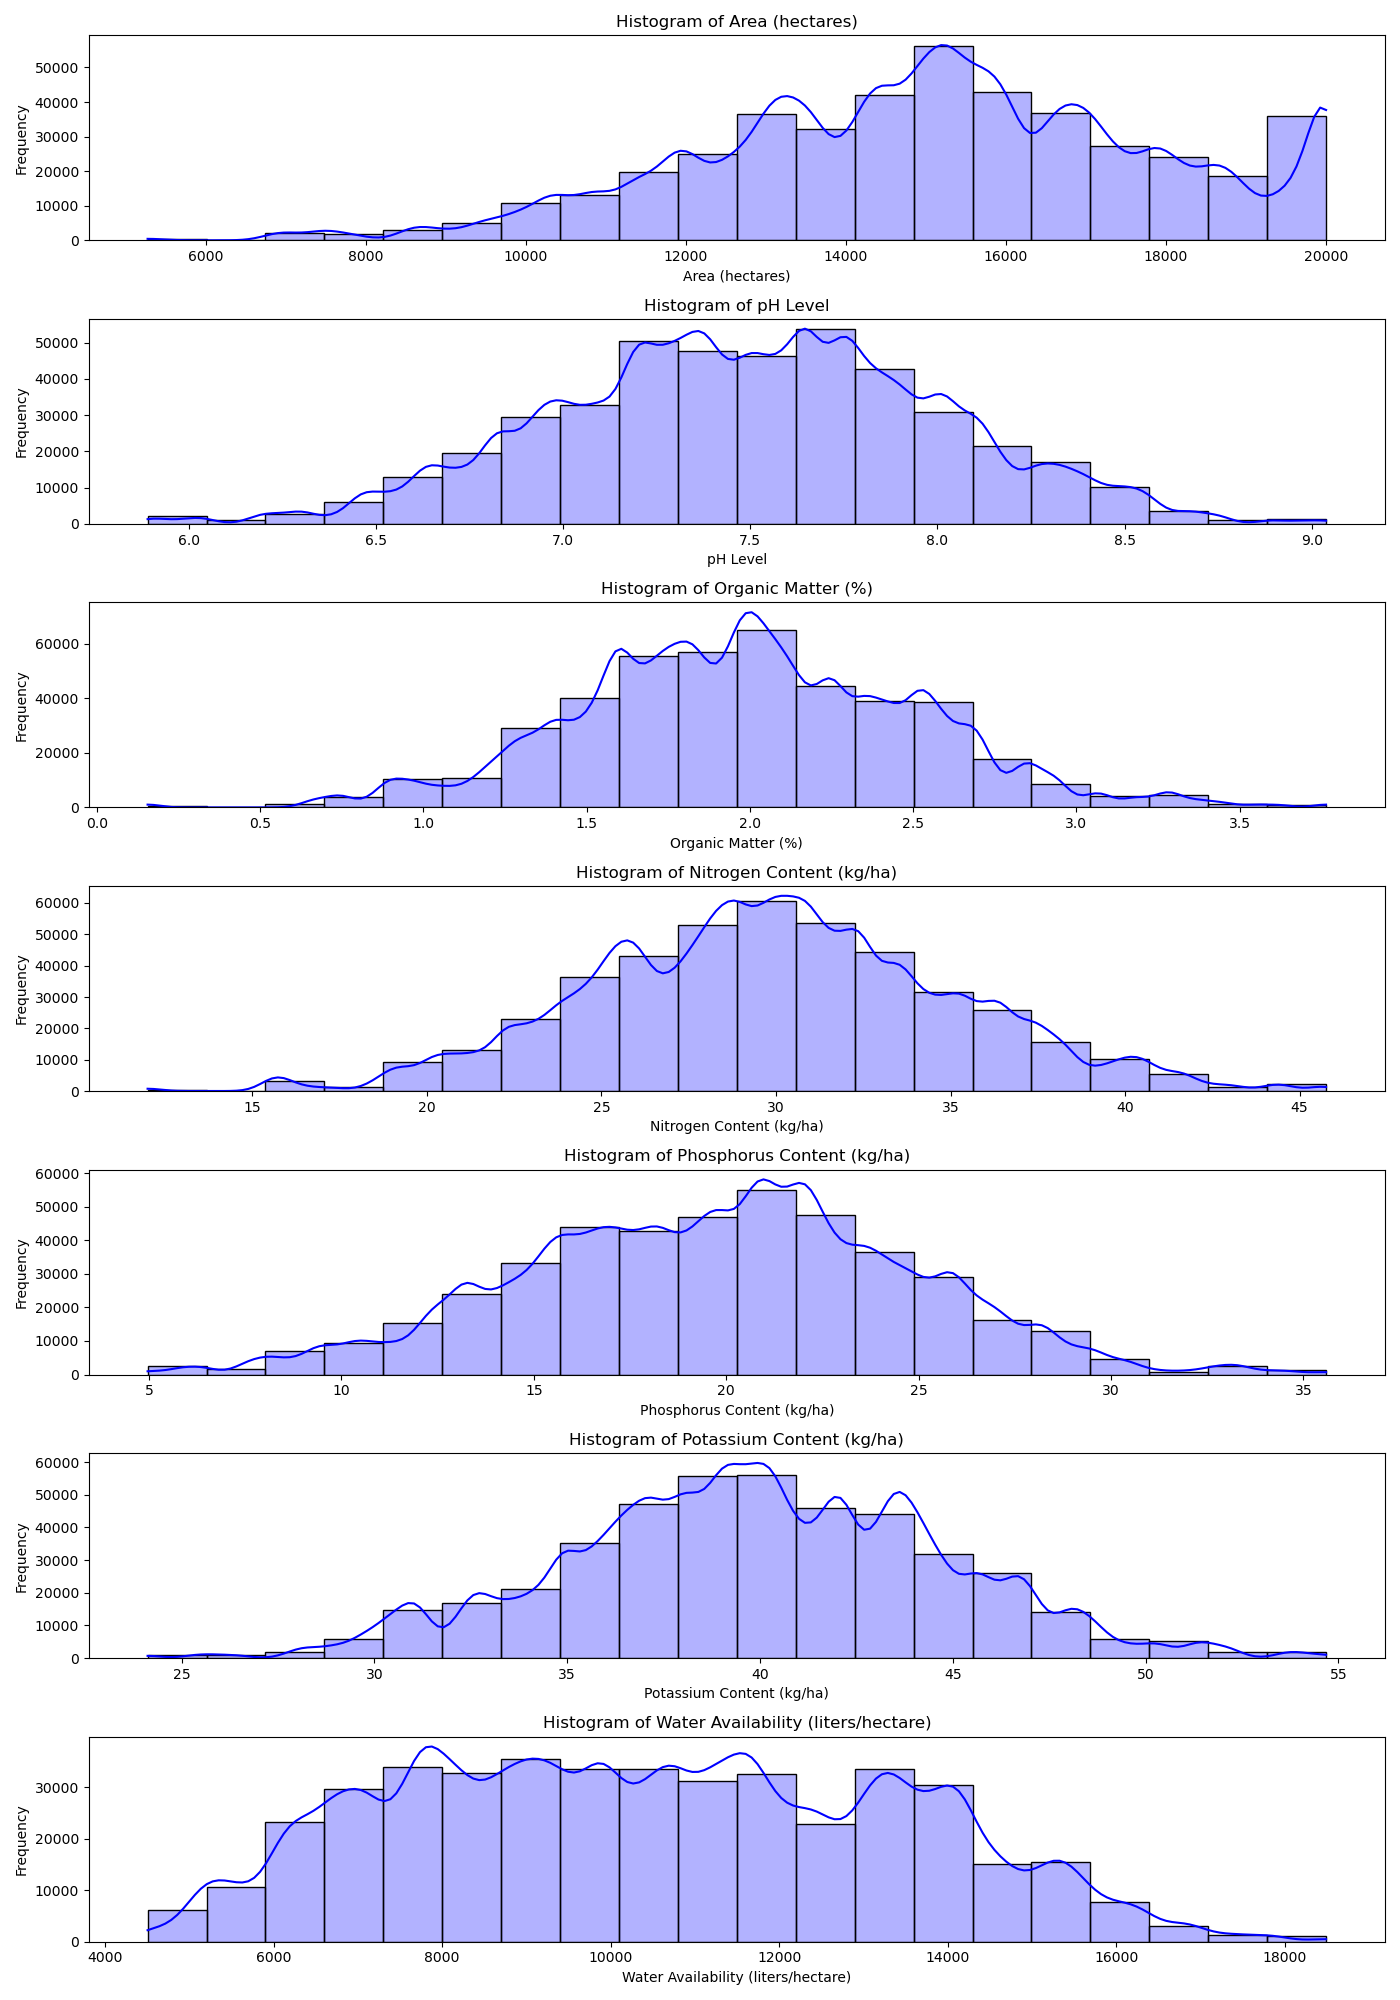 Histogram of Area (hectares)
50000
40000
30000
20000
10000
0
Frequency
6000 8000 10000 12000 14000 16000 18000 20000
Area (hectares)
Histogram of pH Level
50000
40000
30000
20000
10000
0
Frequency
6.0 6.5 7.0 7.5 8.0 8.5 9.0
pH Level
Histogram of Organic Matter (%)
60000
40000
20000
0
Frequency
0.0 0.5 1.0 1.5 2.0 2.5 3.0 3.5
Organic Matter (%)
Histogram of Nitrogen Content (kg/ha)
60000
50000
40000
30000
20000
10000
0
Frequency
15 20 25 30 35 40 45
Nitrogen Content (kg/ha)
Histogram of Phosphorus Content (kg/ha)
60000
50000
40000
30000
20000
10000
0
Frequency
5 10 15 20 25 30 35
Phosphorus Content (kg/ha)
Histogram of Potassium Content (kg/ha)
60000
50000
40000
30000
20000
10000
0
Frequency
25 30 35 40 45 50 55
Potassium Content (kg/ha)
Histogram of Water Availability (liters/hectare)
30000
20000
10000
0
Frequency
4000 6000 8000 10000 12000 14000 16000 18000
Water Availability (liters/hectare)